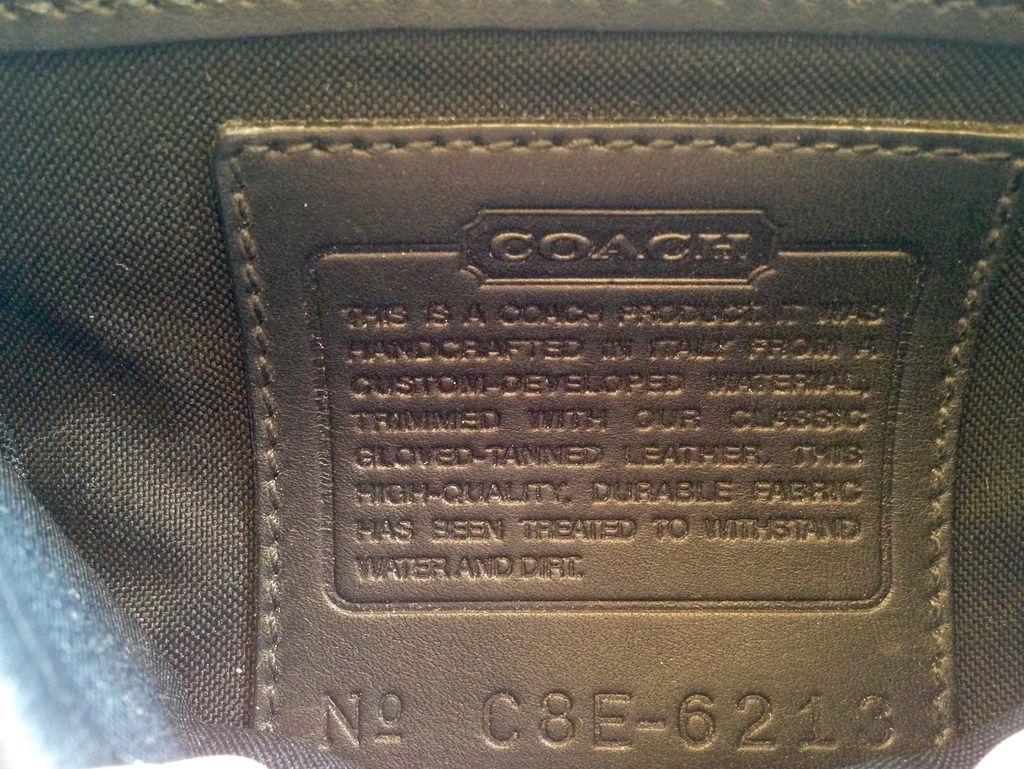 COACH
THIS IS A COACH PRODUCT. IT WAS
HANDCRAFTED IN ITALY FROM A
CUSTOM-DEVELOPED MATERIAL,
TRIMMED WITH OUR CLASSIC
GLOVED-TANNED LEATHER. THIS
HIGH-QUALITY, DURABLE FABRIC
HAS BEEN TREATED TO WITHSTAND
WATER AND DIRT.
Nº C8E-6213